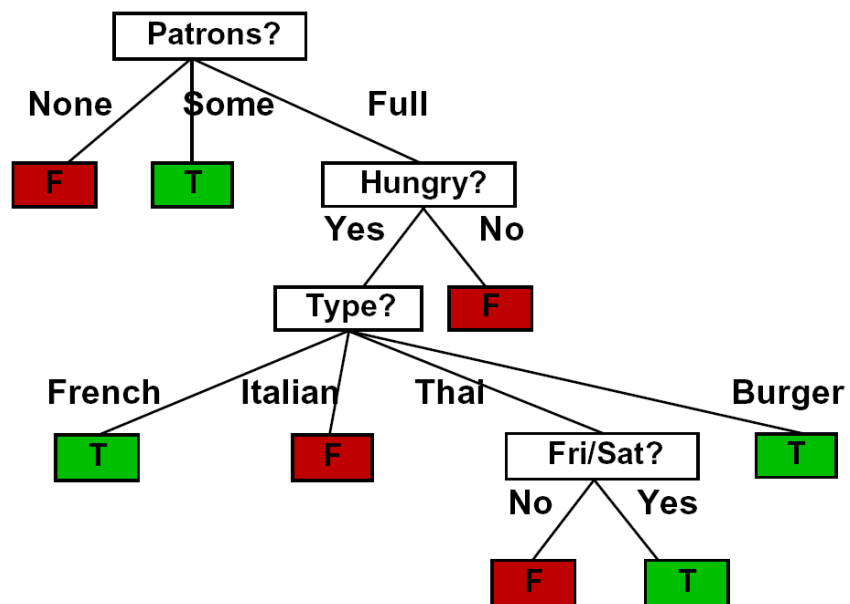 Patrons?
None Some Full
F T Hungry?
Yes No
Type? F
French Italian Thai Burger
T F Fri/Sat? T
No Yes
F T